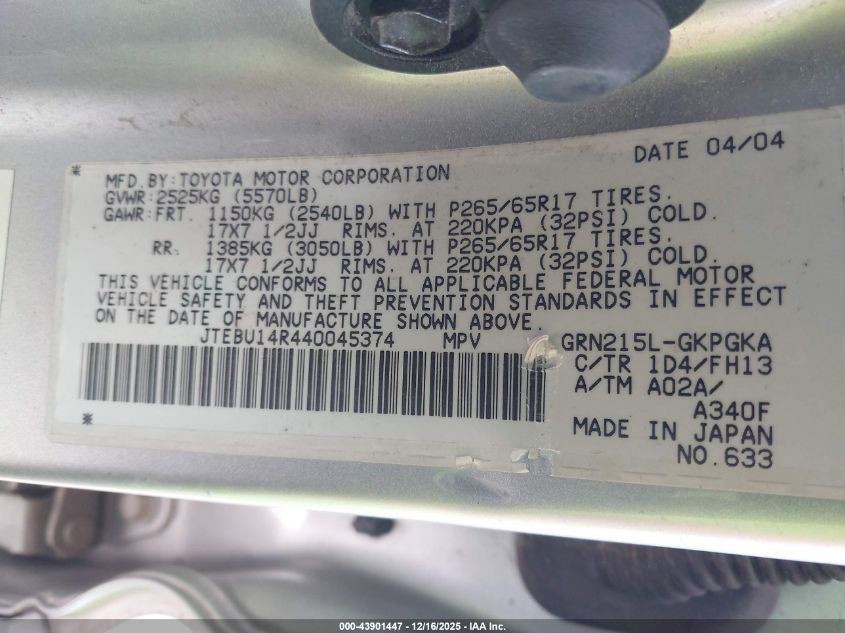 DATE 04/04
MFD.BY:TOYOTA MOTOR CORPORATION
GVWR:2525KG (5570LB)
GAWR:FRT. 1150KG (2540LB) WITH P265/65R17 TIRES.
17X7 1/2JJ RIMS. AT 220KPA (32PSI) COLD.
RR. 1385KG (3050LB) WITH P265/65R17 TIRES.
17X7 1/2JJ RIMS. AT 220KPA (32PSI) COLD.
THIS VEHICLE CONFORMS TO ALL APPLICABLE FEDERAL MOTOR
VEHICLE SAFETY AND THEFT PREVENTION STANDARDS IN EFFECT
ON THE DATE OF MANUFACTURE SHOWN ABOVE.
JTEBU14R440045374 MPV GRN215L-GKPGKA
C/TR 1D4/FH13
A/TM A02A/
A340F
MADE IN JAPAN
NO.633
000-43901447 - 12/16/2025 - IAA Inc.